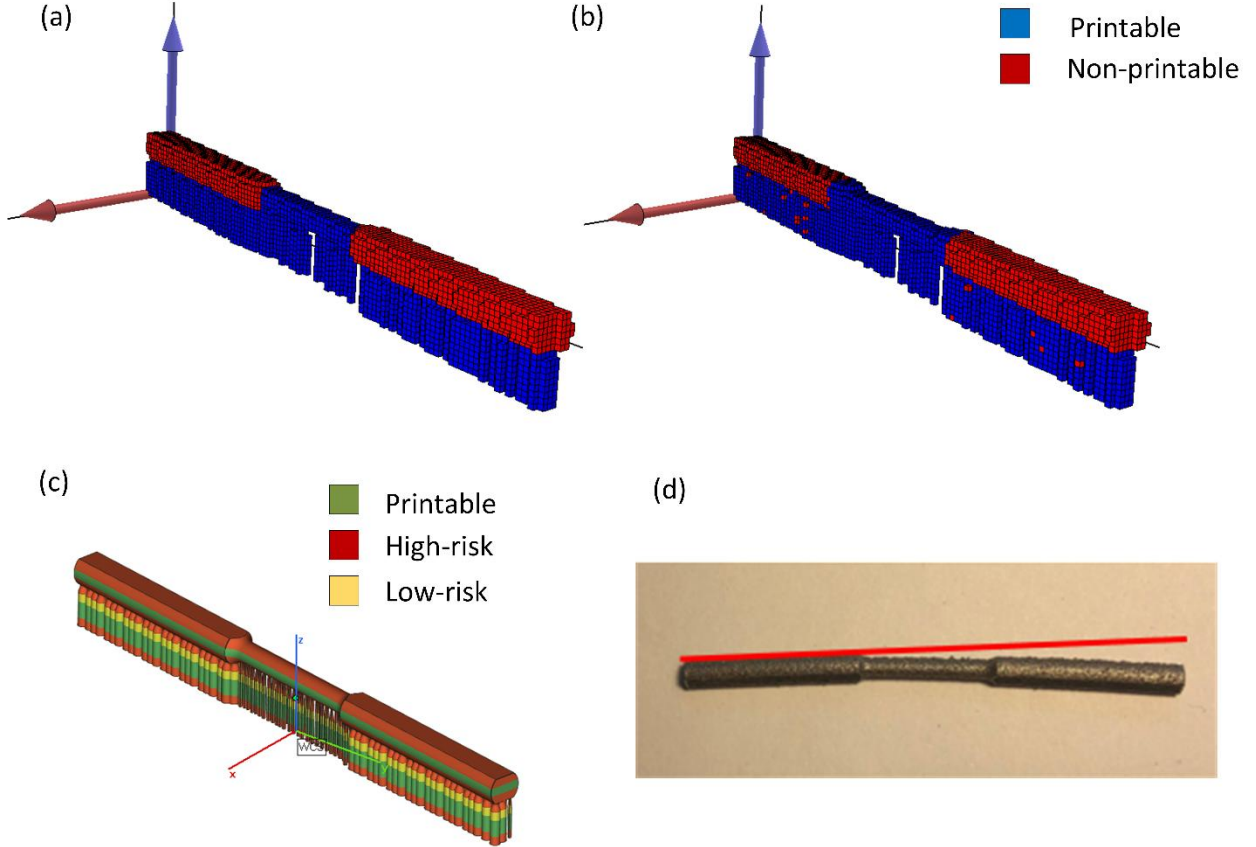 (a)
(b)
Printable
Non-printable
(c)
Printable
High-risk
Low-risk
(d)
z
WCS
x
y